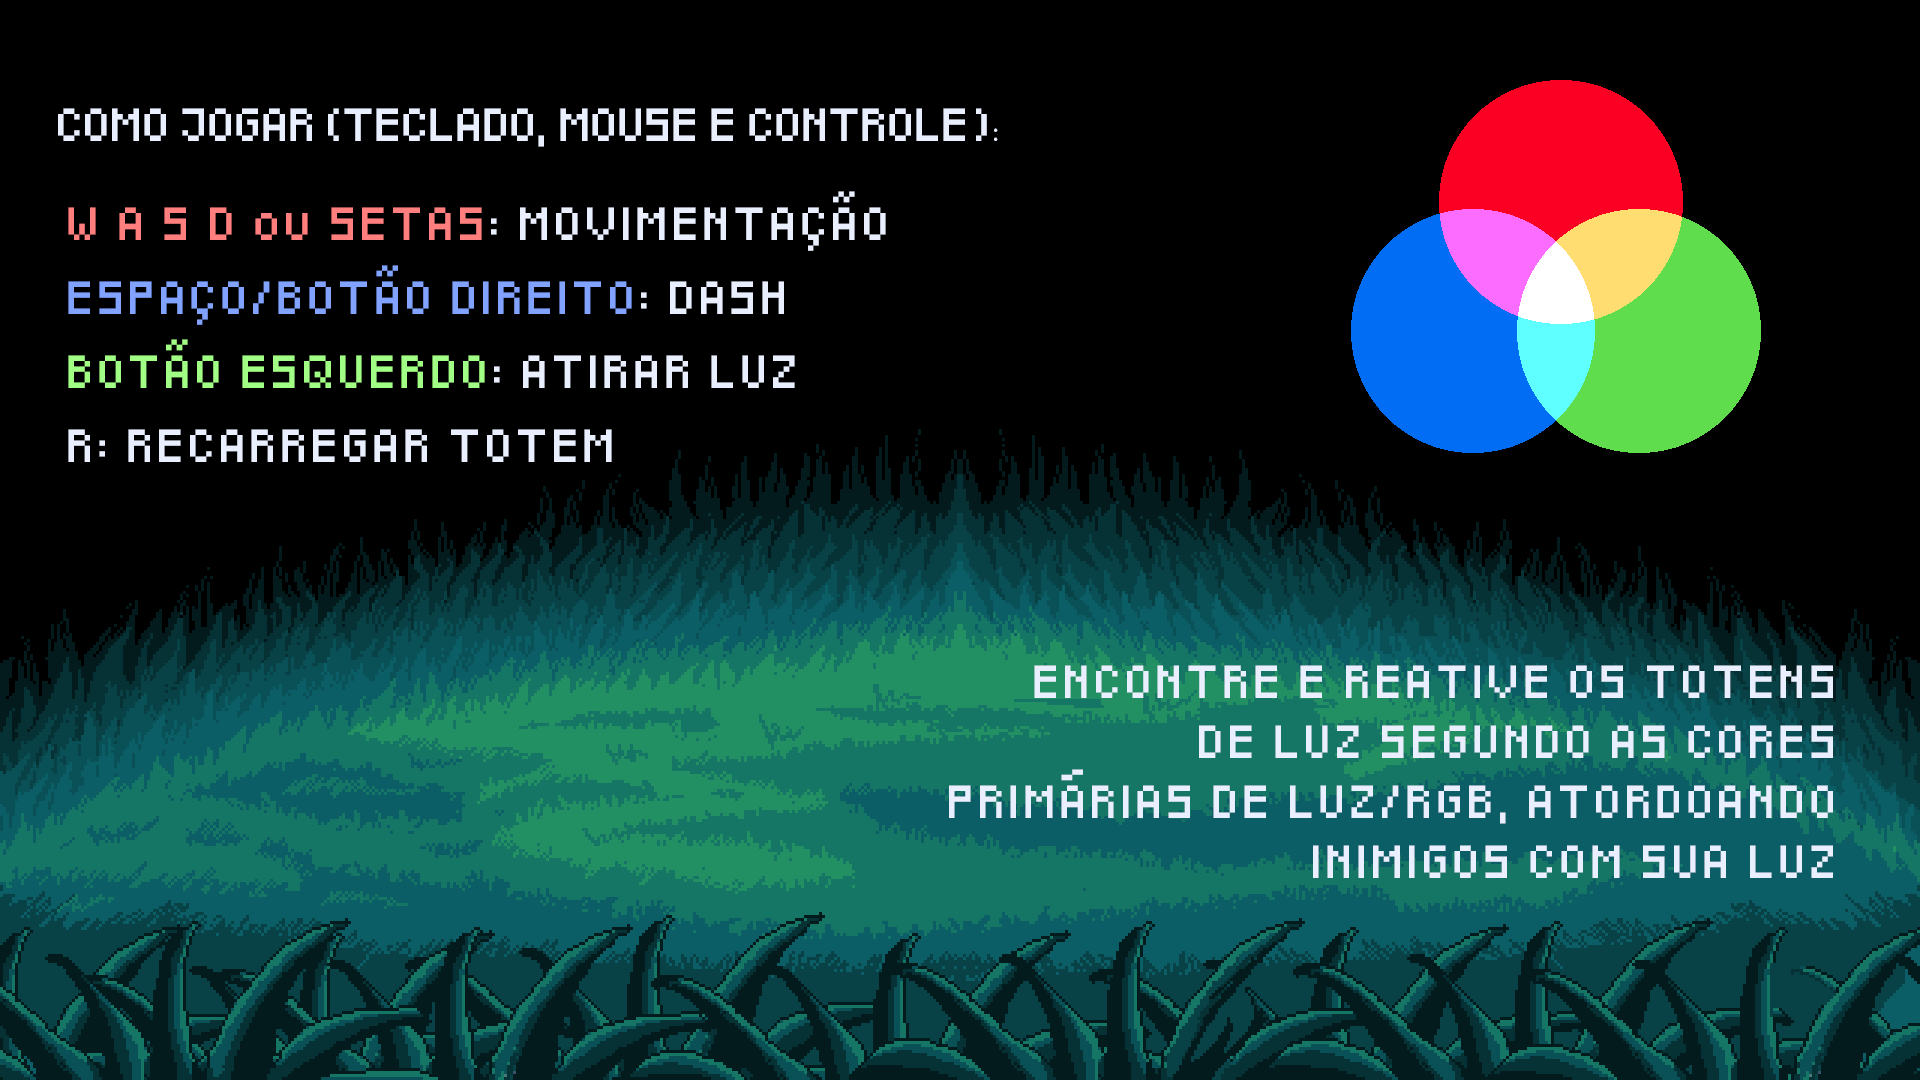 COMO JOGAR (TECLADO, MOUSE E CONTROLE):
W A S D ou SETAS: MOVIMENTAÇÃO
ESPAÇO/BOTÃO DIREITO: DASH
BOTÃO ESQUERDO: ATIRAR LUZ
R: RECARREGAR TOTEM
ENCONTRE E REATIVE OS TOTENS
DE LUZ SEGUNDO AS CORES
PRIMÁRIAS DE LUZ/RGB, ATORDOANDO
INIMIGOS COM SUA LUZ